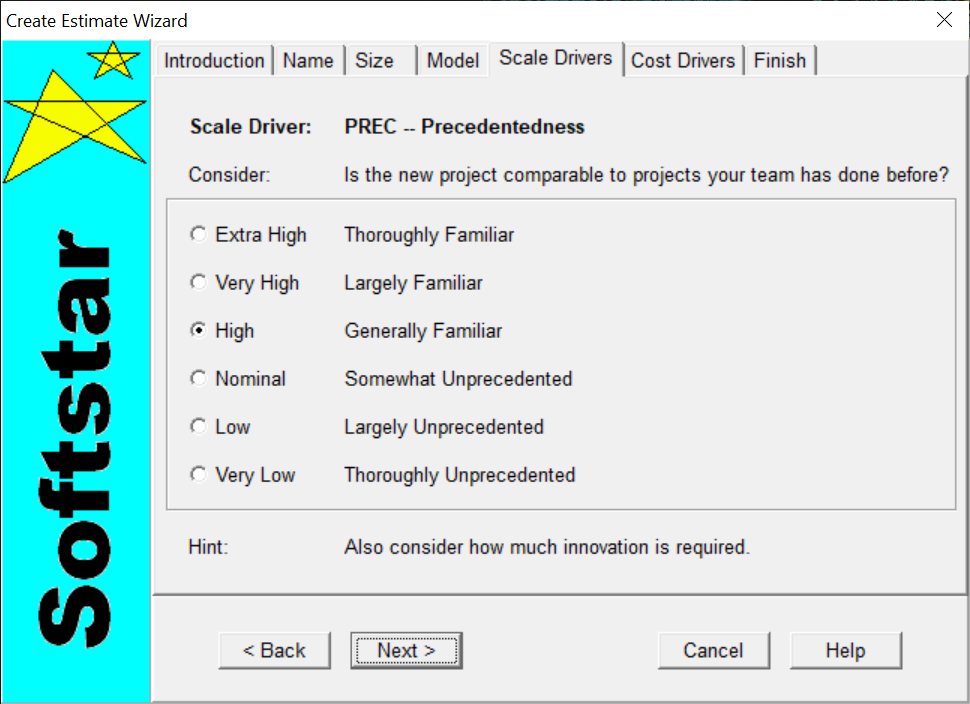 Create Estimate Wizard
Softstar
Introduction Name Size Model Scale Drivers Cost Drivers Finish
Scale Driver: PREC -- Precedentedness
Consider: Is the new project comparable to projects your team has done before?
Extra High Thoroughly Familiar
Very High Largely Familiar
High Generally Familiar
Nominal Somewhat Unprecedented
Low Largely Unprecedented
Very Low Thoroughly Unprecedented
Hint: Also consider how much innovation is required.
< Back Next > Cancel Help